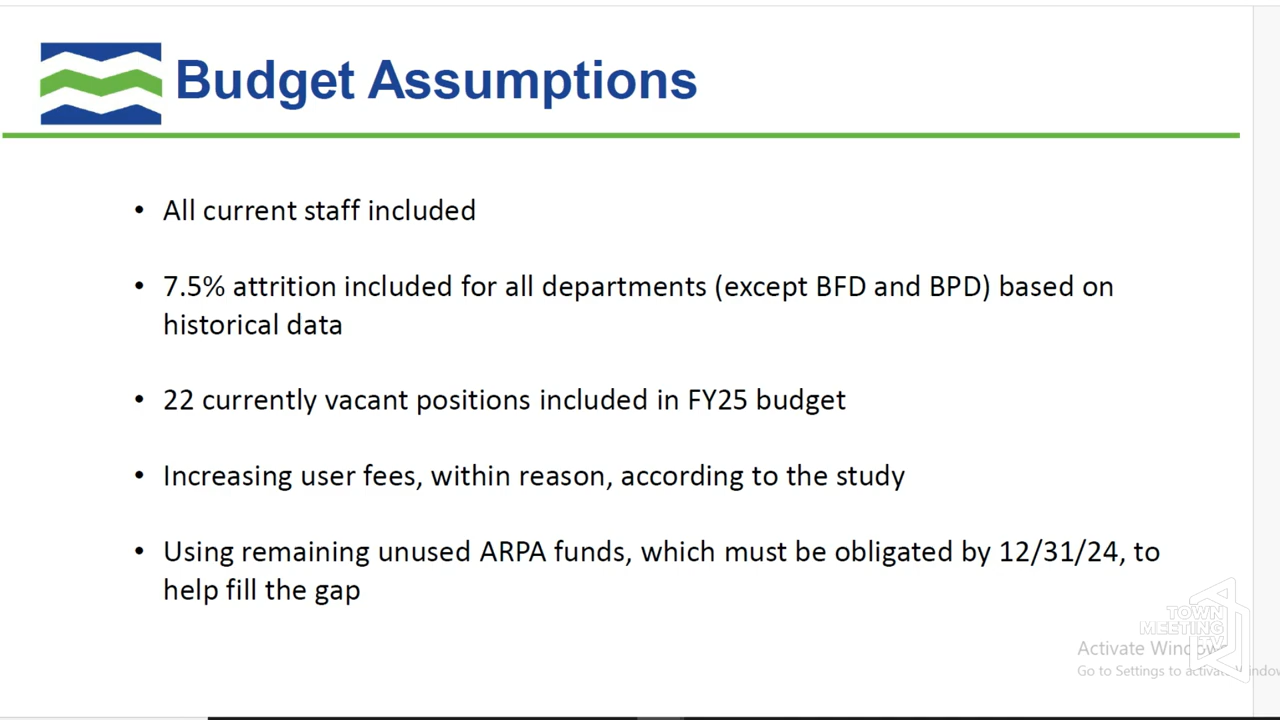 Budget Assumptions
• All current staff included
• 7.5% attrition included for all departments (except BFD and BPD) based on
historical data
• 22 currently vacant positions included in FY25 budget
• Increasing user fees, within reason, according to the study
• Using remaining unused ARPA funds, which must be obligated by 12/31/24, to
help fill the gap
TOWN
MEETING
TV
Activate Windows
Go to Settings to activate Windows